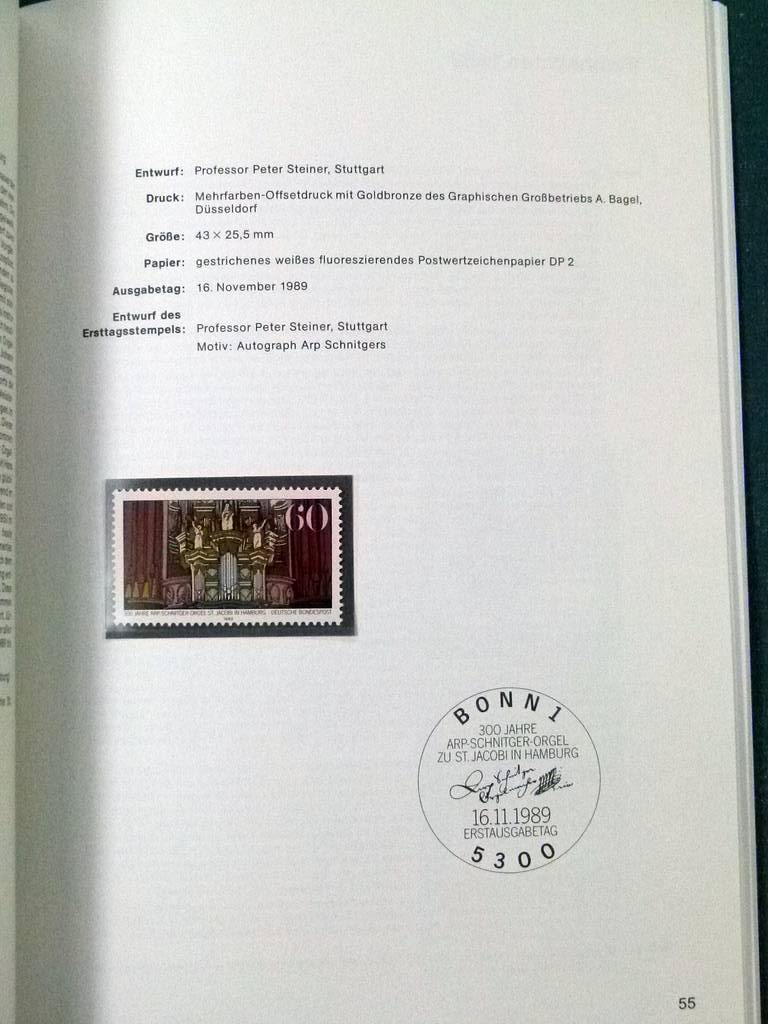 Entwurf: Professor Peter Steiner, Stuttgart
Druck: Mehrfarben-Offsetdruck mit Goldbronze des Graphischen Großbetriebs A. Bagel,
Düsseldorf
Größe: 43 × 25,5 mm
Papier: gestrichenes weißes fluoreszierendes Postwertzeichenpapier DP 2
Ausgabetag: 16. November 1989
Entwurf des
Ersttagsstempels: Professor Peter Steiner, Stuttgart
Motiv: Autograph Arp Schnitgers
60
300 JAHRE ARP-SCHNITGER-ORGEL ST. JACOBI IN HAMBURG · DEUTSCHE BUNDESPOST
1989
BONN 1
300 JAHRE
ARP-SCHNITGER-ORGEL
ZU ST. JACOBI IN HAMBURG
16.11.1989
ERSTAUSGABETAG
5300
55